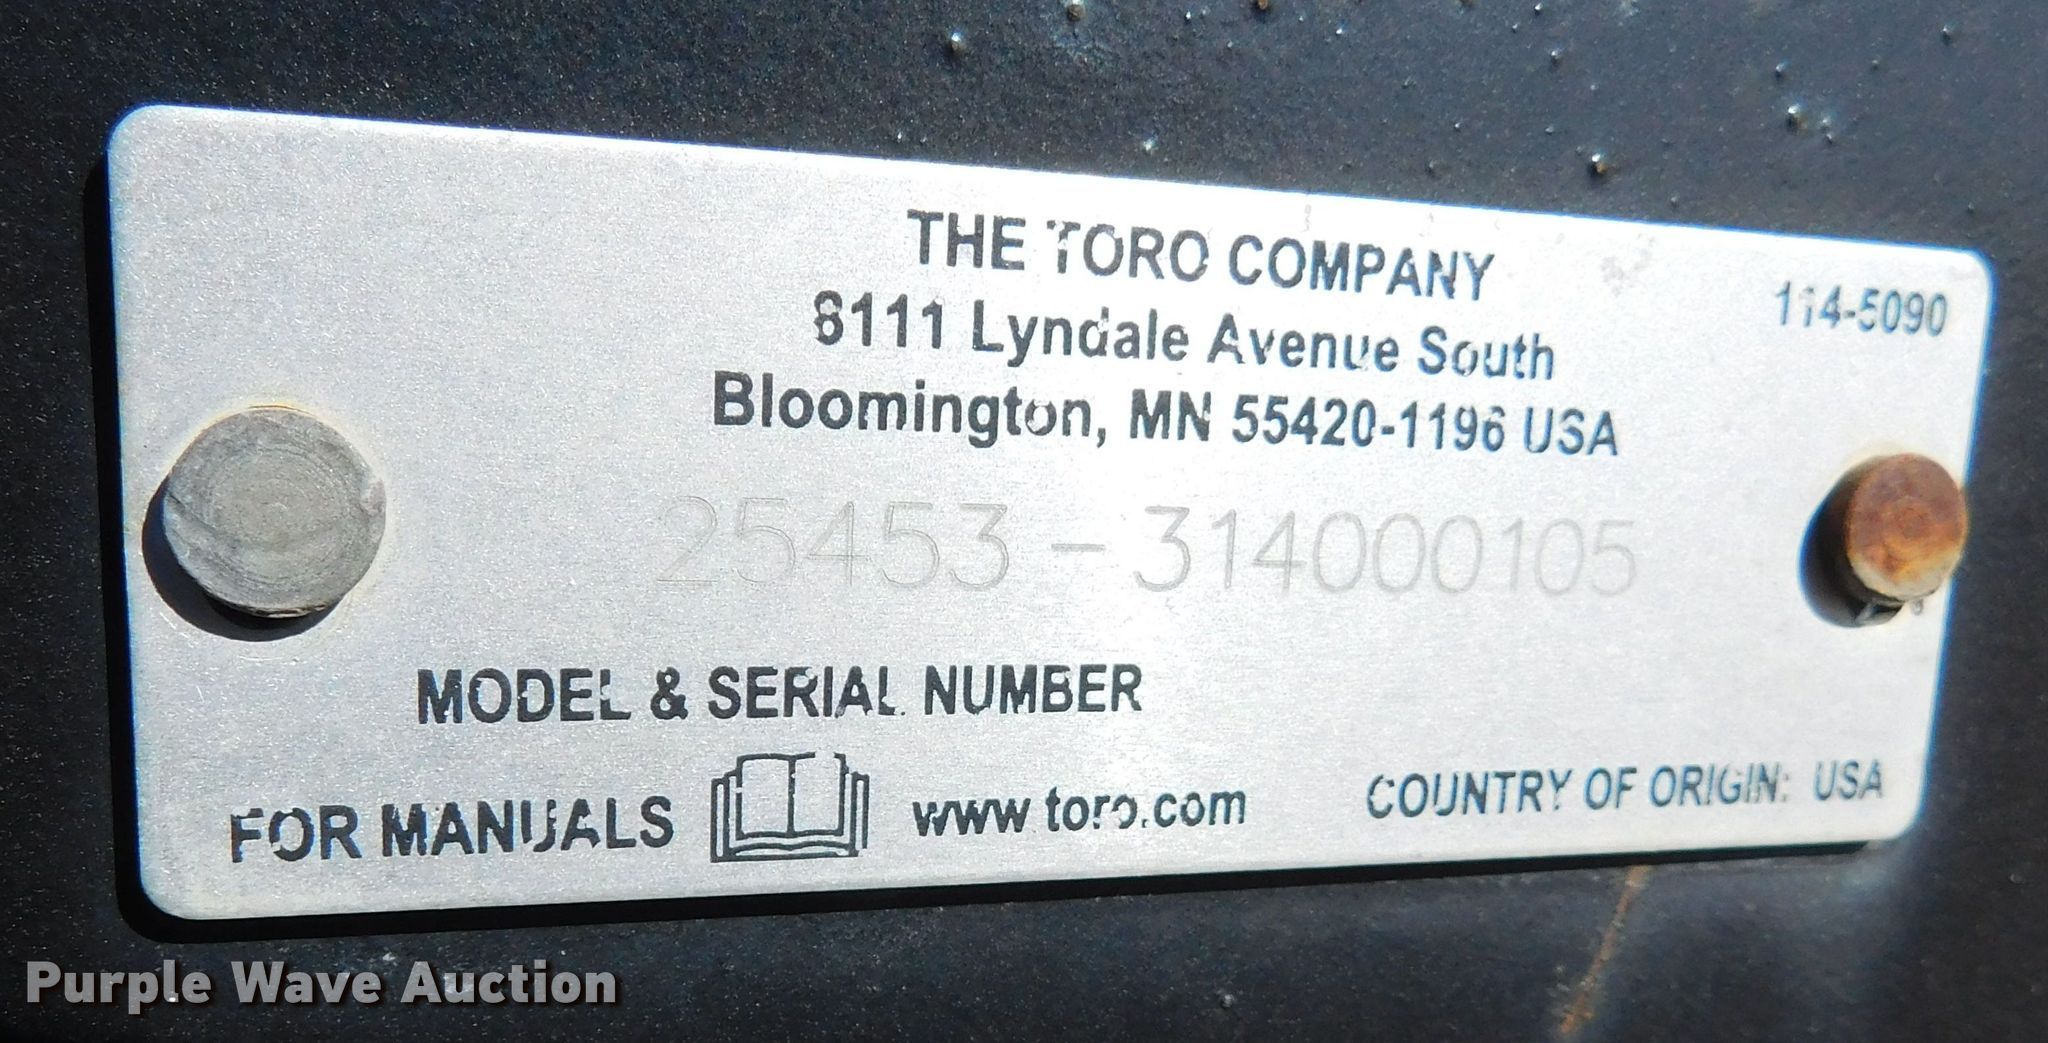 THE TORO COMPANY
114-5090
8111 Lyndale Avenue South
Bloomington, MN 55420-1196 USA
25453-314000105
MODEL & SERIAL NUMBER
FOR MANUALS www.toro.com
COUNTRY OF ORIGIN: USA
Purple Wave Auction